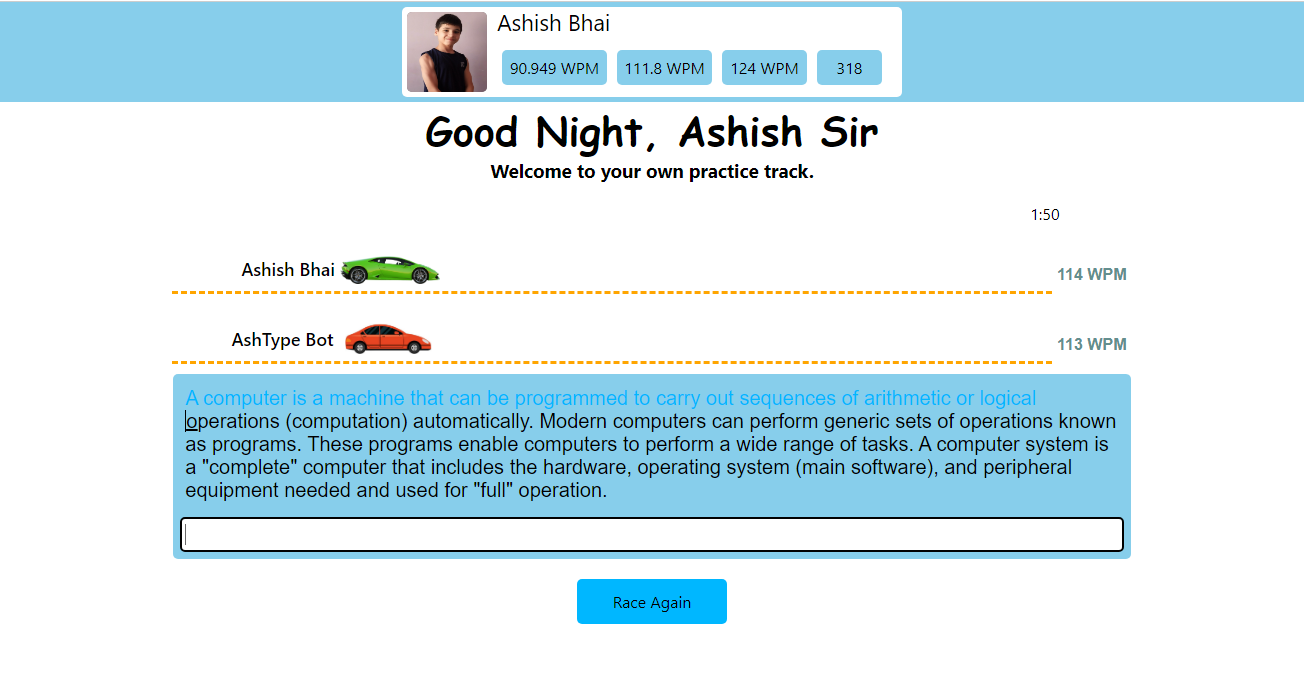 Ashish Bhai
90.949 WPM 111.8 WPM 124 WPM 318
Good Night, Ashish Sir
Welcome to your own practice track.
1:50
Ashish Bhai 114 WPM
AshType Bot 113 WPM
A computer is a machine that can be programmed to carry out sequences of arithmetic or logical
operations (computation) automatically. Modern computers can perform generic sets of operations known
as programs. These programs enable computers to perform a wide range of tasks. A computer system is
a "complete" computer that includes the hardware, operating system (main software), and peripheral
equipment needed and used for "full" operation.
Race Again